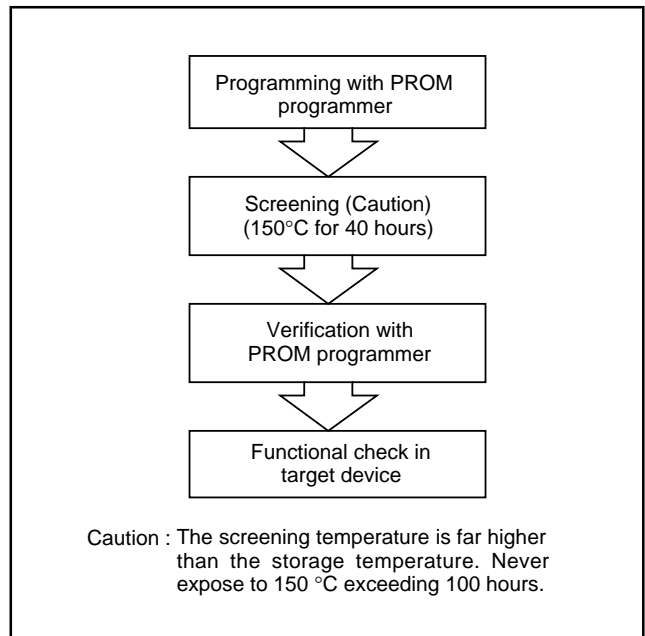 Programming with PROM
programmer
Screening (Caution)
(150°C for 40 hours)
Verification with
PROM programmer
Functional check in
target device
Caution : The screening temperature is far higher
than the storage temperature. Never
expose to 150 °C exceeding 100 hours.